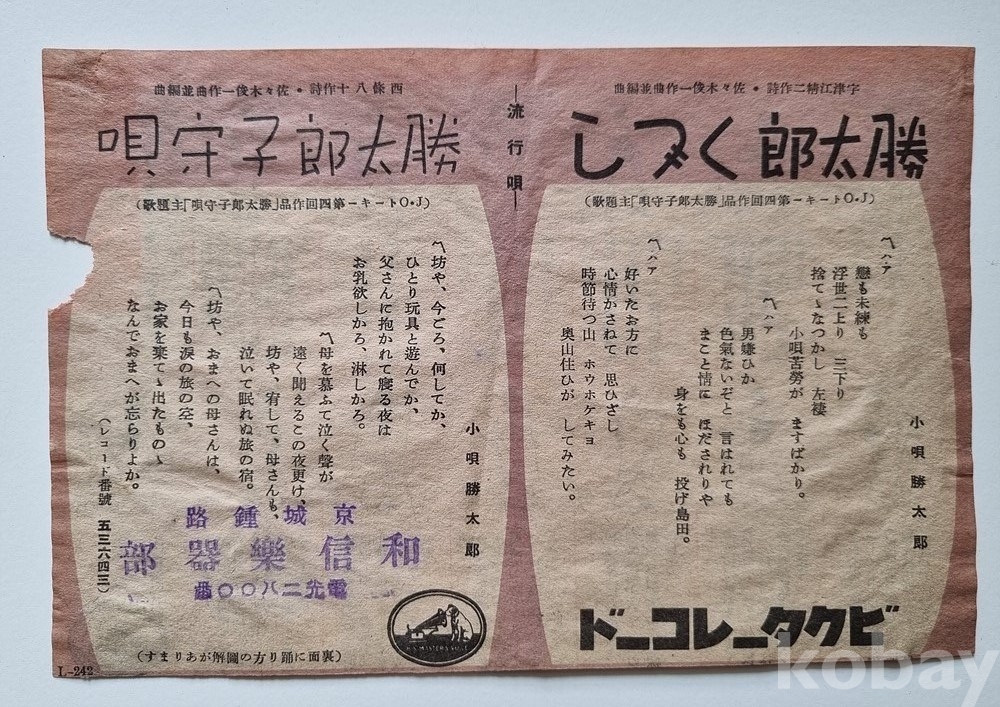 宇津江精二作詩・佐々木俊一作曲並編曲
勝太郎くづし
(J・Oトーキー第四回作品「勝太郎子守唄」主題歌)
小唄勝太郎
〽ハア
戀も未練も
浮世二上り 三下り
捨てゝなつかし 左褄
小唄苦勞が ますばかり。
〽ハア
男嫌ひか
色氣ないぞと 言はれても
まこと情に ほだされりや
身をも心も 投げ島田。
〽ハア
好いたお方に
心情かさねて 思ひざし
時節待つ山 ホウホケキョ
奥山住ひが してみたい。
ビクターレコード
―流行唄―
西條八十作詩・佐々木俊一作曲並編曲
勝太郎子守唄
(J・Oトーキー第四回作品「勝太郎子守唄」主題歌)
小唄勝太郎
〽坊や、今ごろ、何してか、
ひとり玩具と遊んでか、
父さんに抱かれて寢る夜は
お乳欲しかろ、淋しかろ。
〽母を慕ふて泣く聲が
遠く聞えるこの夜更け、
坊や、宥して、母さんも、
泣いて眠れぬ旅の宿。
〽坊や、おまへの母さんは、
今日も涙の旅の空、
お家を棄てゝ出たものゝ
なんでおまへが忘らりよか。
(レコード番號 五三六四三)
京城鍾路
和信樂器部
電光二八〇〇番
HIS MASTER'S VOICE
(裏面に踊り方の圖解があります)
L-242
kobay